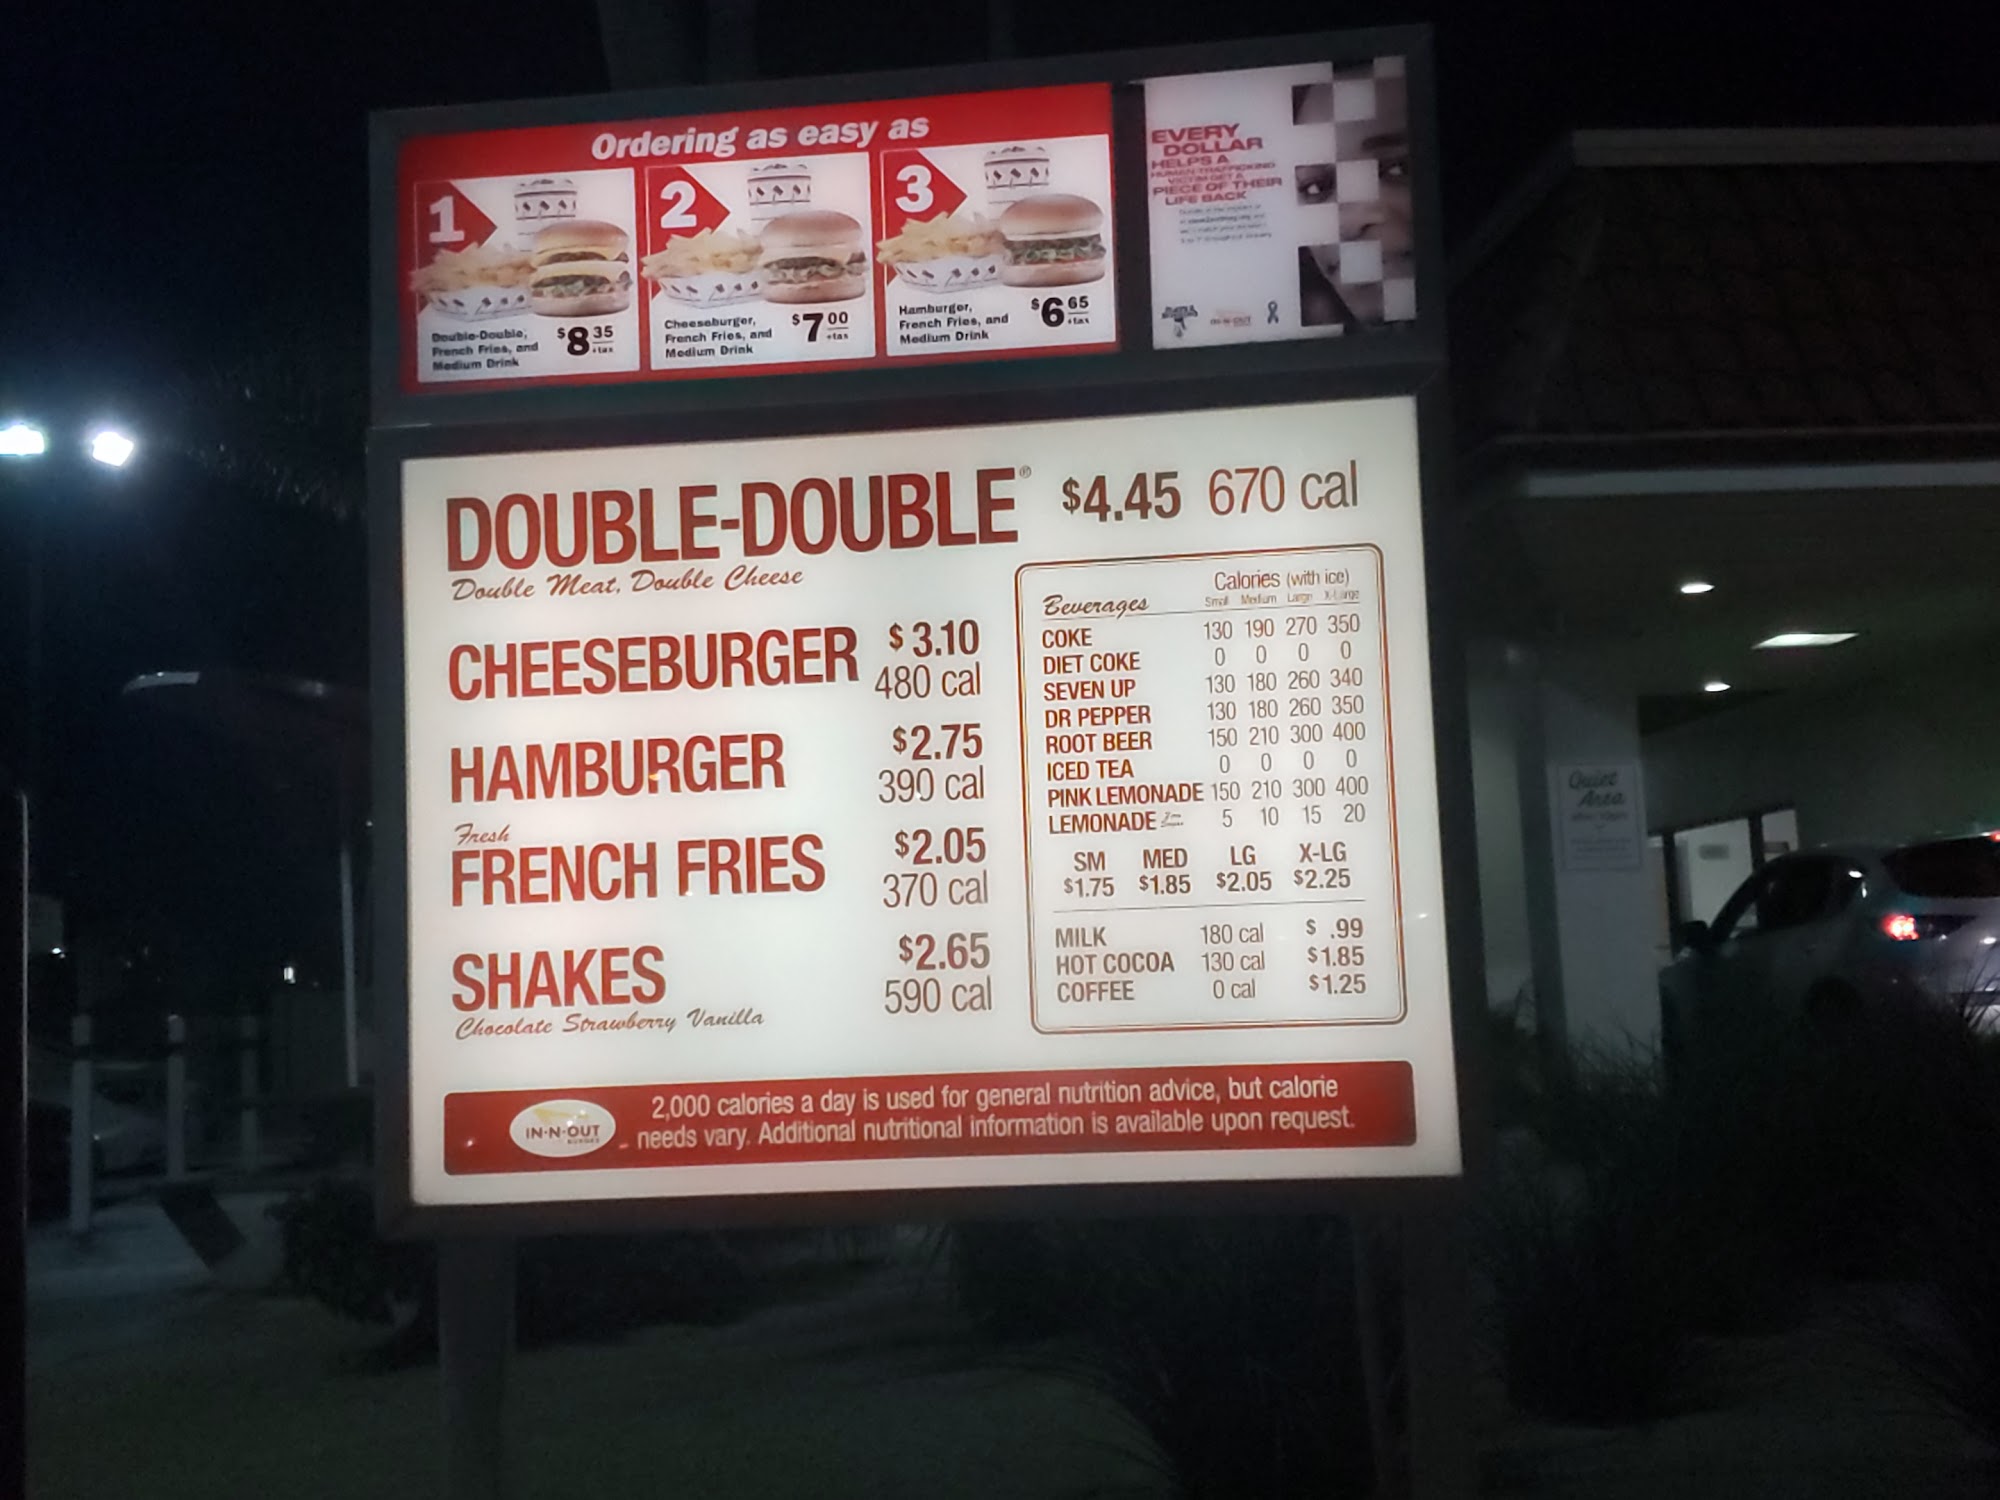 Ordering as easy as
1
Double-Double,
French Fries, and
Medium Drink
$8 35
+tax
2
Cheeseburger,
French Fries, and
Medium Drink
$7 00
+tax
3
Hamburger,
French Fries, and
Medium Drink
$6 65
+tax
EVERY
DOLLAR
HELPS A
HUMAN TRAFFICKING
VICTIM GET A
PIECE OF THEIR
LIFE BACK
IN-N-OUT
DOUBLE-DOUBLE® $4.45 670 cal
Double Meat, Double Cheese
CHEESEBURGER $3.10
480 cal
HAMBURGER $2.75
390 cal
Fresh
FRENCH FRIES $2.05
370 cal
SHAKES $2.65
590 cal
Chocolate Strawberry Vanilla
Calories (with ice)
Beverages Small Medium Large X-Large
COKE 130 190 270 350
DIET COKE 0 0 0 0
SEVEN UP 130 180 260 340
DR PEPPER 130 180 260 350
ROOT BEER 150 210 300 400
ICED TEA 0 0 0 0
PINK LEMONADE 150 210 300 400
LEMONADE 5 10 15 20
SM MED LG X-LG
$1.75 $1.85 $2.05 $2.25
MILK 180 cal $ .99
HOT COCOA 130 cal $1.85
COFFEE 0 cal $1.25
IN-N-OUT
BURGER
2,000 calories a day is used for general nutrition advice, but calorie
needs vary. Additional nutritional information is available upon request.
Quiet
Area